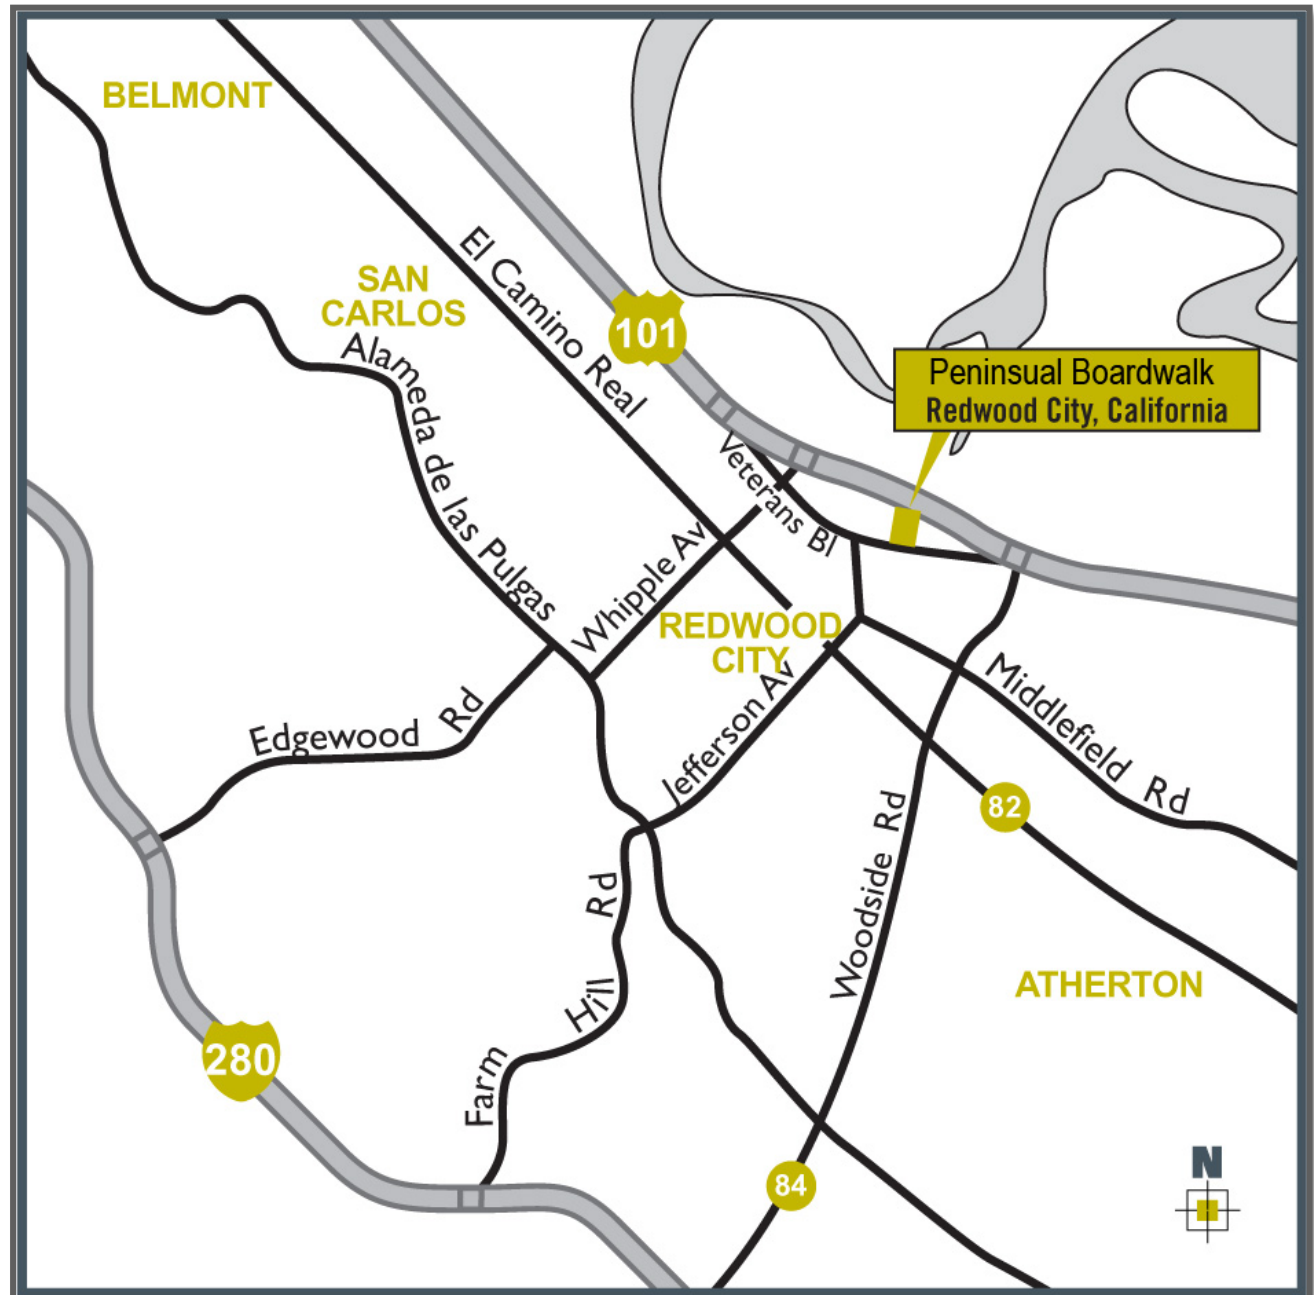 BELMONT
SAN
CARLOS
El Camino Real
101
Alameda de las Pulgas
Peninsual Boardwalk
Redwood City, California
Veterans Bl
Whipple Av
REDWOOD
CITY
Edgewood Rd
Jefferson Av
Middlefield Rd
82
Woodside Rd
Farm Hill Rd
ATHERTON
280
84
N